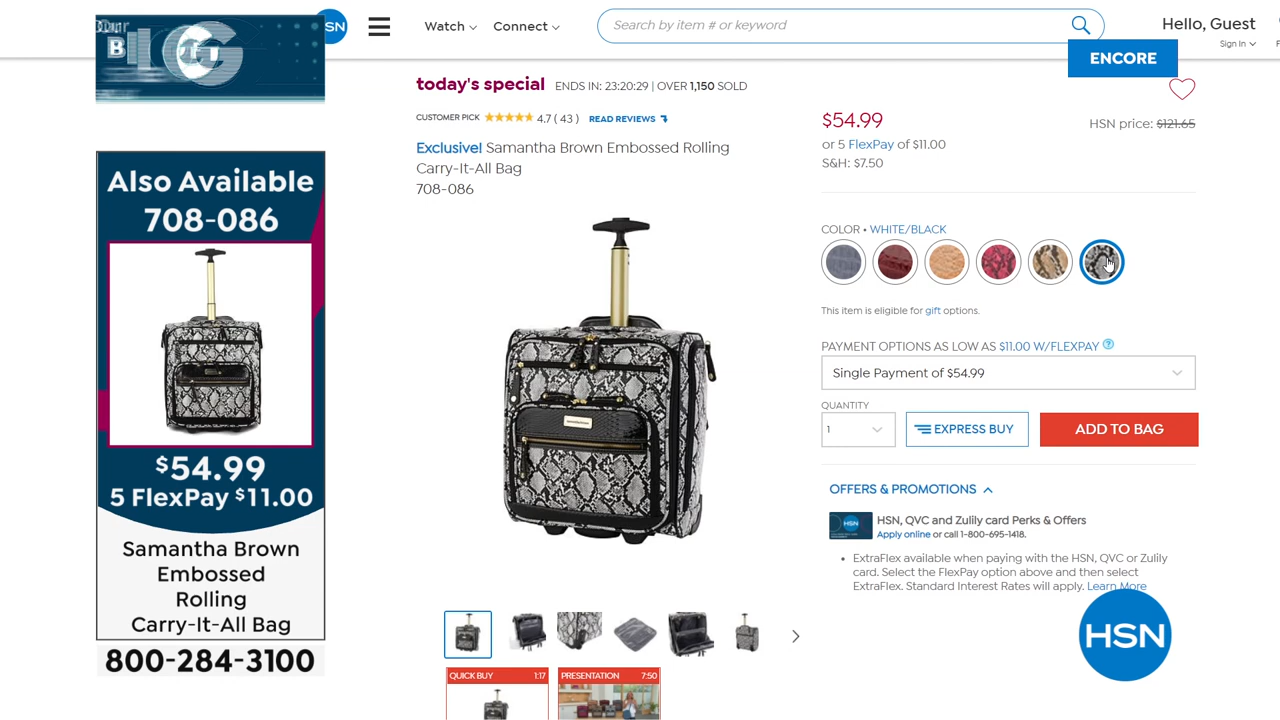 HSN
Watch
Connect
Search by item # or keyword
Hello, Guest
Sign In
ENCORE
Also Available
708-086
$54.99
5 FlexPay $11.00
Samantha Brown
Embossed
Rolling
Carry-It-All Bag
800-284-3100
today's special ENDS IN: 23:20:29 | OVER 1,150 SOLD
CUSTOMER PICK 4.7 ( 43 ) READ REVIEWS
Exclusive! Samantha Brown Embossed Rolling
Carry-It-All Bag
708-086
QUICK BUY 1:17
PRESENTATION 7:50
$54.99
HSN price: $121.65
or 5 FlexPay of $11.00
S&H: $7.50
COLOR • WHITE/BLACK
This item is eligible for gift options.
PAYMENT OPTIONS AS LOW AS $11.00 W/FLEXPAY ?
Single Payment of $54.99
QUANTITY
1
EXPRESS BUY
ADD TO BAG
OFFERS & PROMOTIONS
HSN
HSN, QVC and Zulily card Perks & Offers
Apply online or call 1-800-695-1418.
• ExtraFlex available when paying with the HSN, QVC or Zulily
card. Select the FlexPay option above and then select
ExtraFlex. Standard Interest Rates will apply. Learn More
HSN